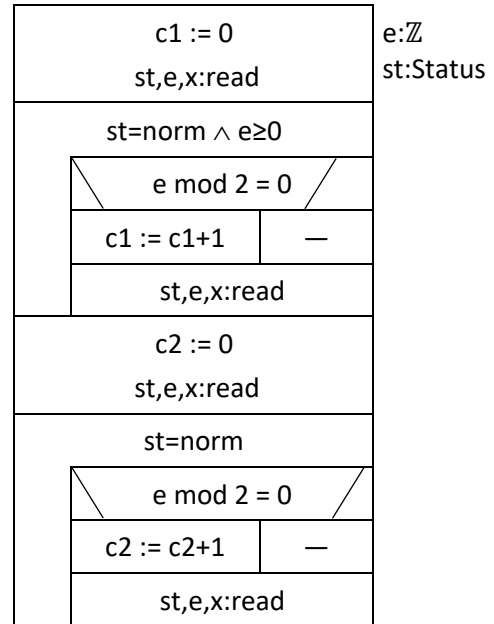 c1 := 0
e:ℤ
st,e,x:read
st:Status
st=norm ∧ e≥0
e mod 2 = 0
c1 := c1+1
—
st,e,x:read
c2 := 0
st,e,x:read
st=norm
e mod 2 = 0
c2 := c2+1
—
st,e,x:read